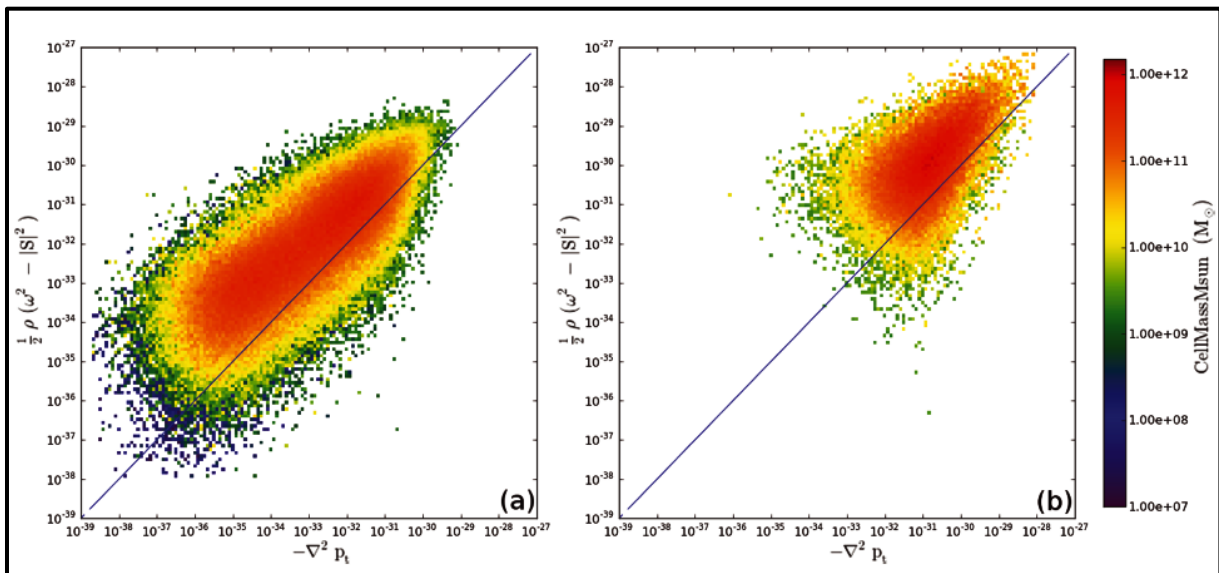 10⁻²⁷
10⁻²⁸
10⁻²⁹
10⁻³⁰
10⁻³¹
10⁻³²
10⁻³³
10⁻³⁴
10⁻³⁵
10⁻³⁶
10⁻³⁷
10⁻³⁸
10⁻³⁹
½ ρ (ω² − |S|²)
10⁻³⁹ 10⁻³⁸ 10⁻³⁷ 10⁻³⁶ 10⁻³⁵ 10⁻³⁴ 10⁻³³ 10⁻³² 10⁻³¹ 10⁻³⁰ 10⁻²⁹ 10⁻²⁸ 10⁻²⁷
−∇² pₜ
(a)
10⁻²⁷
10⁻²⁸
10⁻²⁹
10⁻³⁰
10⁻³¹
10⁻³²
10⁻³³
10⁻³⁴
10⁻³⁵
10⁻³⁶
10⁻³⁷
10⁻³⁸
10⁻³⁹
½ ρ (ω² − |S|²)
10⁻³⁹ 10⁻³⁸ 10⁻³⁷ 10⁻³⁶ 10⁻³⁵ 10⁻³⁴ 10⁻³³ 10⁻³² 10⁻³¹ 10⁻³⁰ 10⁻²⁹ 10⁻²⁸ 10⁻²⁷
−∇² pₜ
(b)
1.00e+12
1.00e+11
1.00e+10
1.00e+09
1.00e+08
1.00e+07
CellMassMsun (M☉)